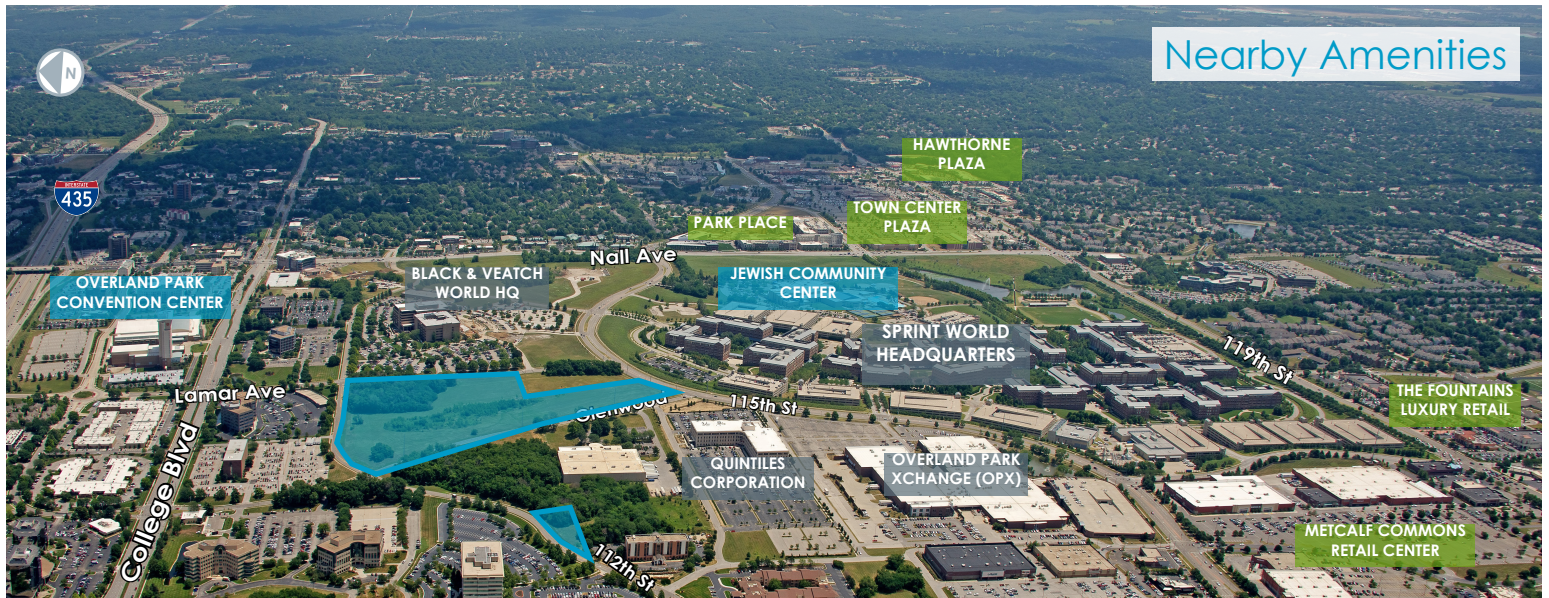 Nearby Amenities
N
HAWTHORNE
PLAZA
INTERSTATE
435
TOWN CENTER
PLAZA
PARK PLACE
Nall Ave
BLACK & VEATCH
WORLD HQ
JEWISH COMMUNITY
CENTER
OVERLAND PARK
CONVENTION CENTER
SPRINT WORLD
HEADQUARTERS
119th St
Lamar Ave
THE FOUNTAINS
LUXURY RETAIL
Glenwood
115th St
College Blvd
QUINTILES
CORPORATION
OVERLAND PARK
XCHANGE (OPX)
METCALF COMMONS
RETAIL CENTER
112th St